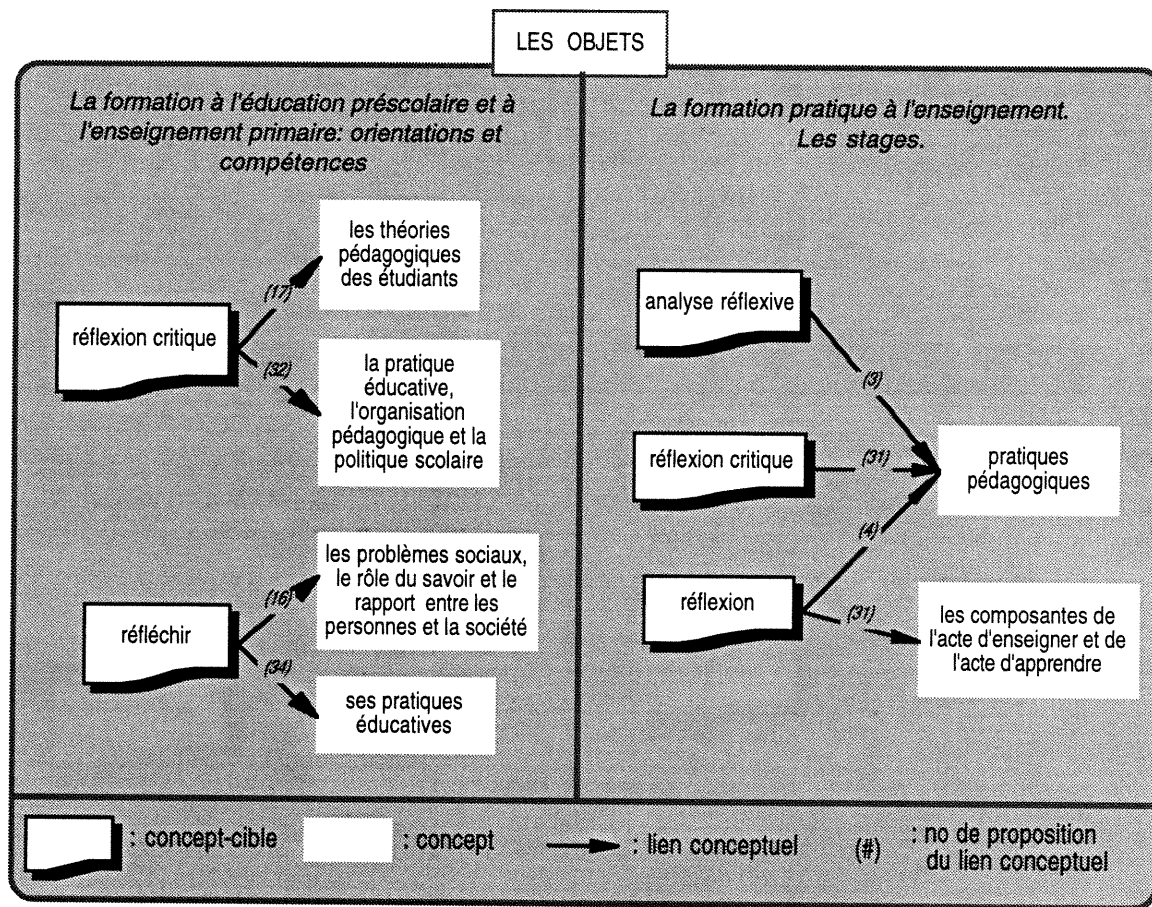 LES OBJETS
La formation à l'éducation préscolaire et à
l'enseignement primaire: orientations et
compétences
les théories
pédagogiques
des étudiants
(17)
réflexion critique
(32)
la pratique
éducative,
l'organisation
pédagogique et la
politique scolaire
les problèmes sociaux,
le rôle du savoir et le
rapport entre les
personnes et la société
(16)
réfléchir
(34)
ses pratiques
éducatives
La formation pratique à l'enseignement.
Les stages.
analyse réflexive
(3)
réflexion critique
(31)
pratiques
pédagogiques
(4)
réflexion
(31)
les composantes de
l'acte d'enseigner et de
l'acte d'apprendre
: concept-cible
: concept
: lien conceptuel
(#)
: no de proposition
du lien conceptuel